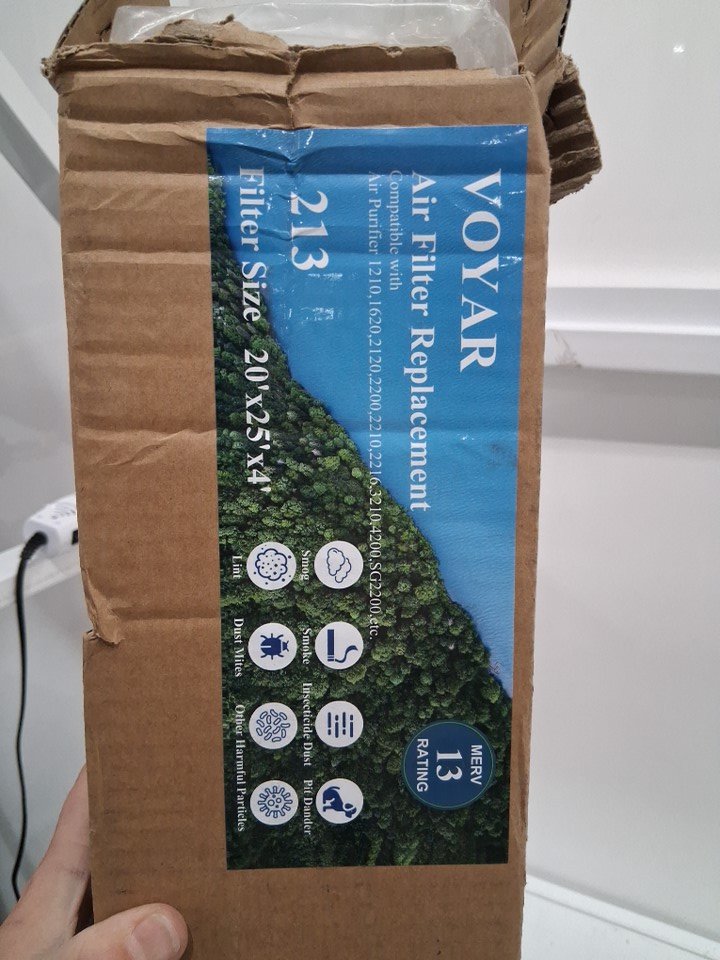 VOYAR
Air Filter Replacement
Compatible with
Air Purifier 1210,1620,2120,2200,2210,2216,3210,4200,SG2200,etc.
213
Filter Size 20'x25'x4'
MERV
13
RATING
Smog Smoke Insecticide Dust Pit Dander
Lint Dust Mites Other Harmful Particles